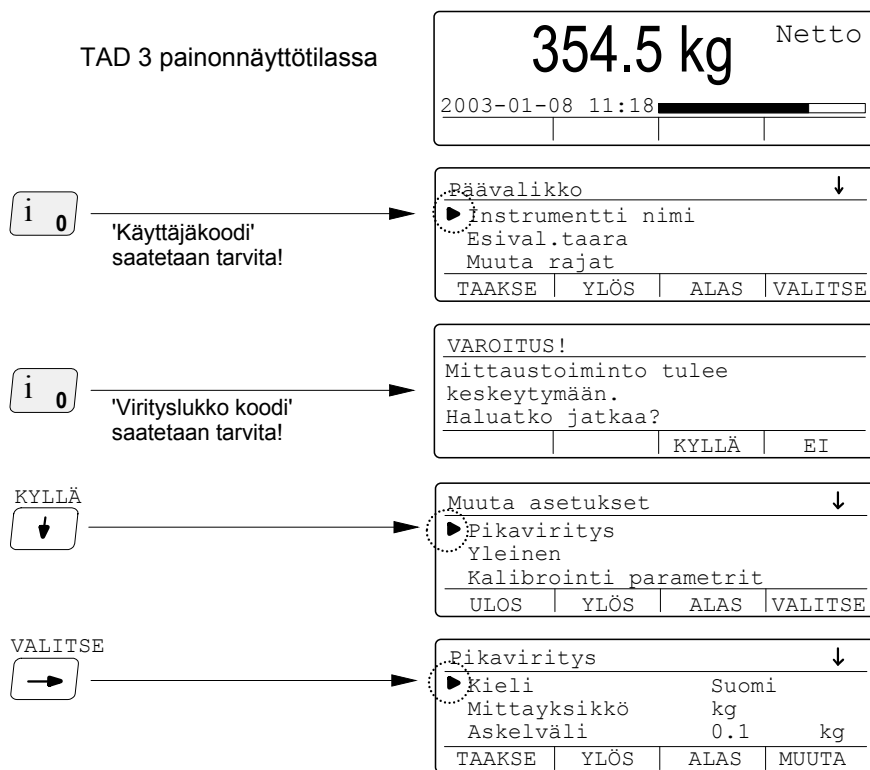 TAD 3 painonnäyttötilassa
354.5 kg Netto
2003-01-08 11:18
i 0
'Käyttäjäkoodi'
saatetaan tarvita!
Päävalikko ↓
Instrumentti nimi
Esival.taara
Muuta rajat
TAAKSE YLÖS ALAS VALITSE
i 0
'Virityslukko koodi'
saatetaan tarvita!
VAROITUS!
Mittaustoiminto tulee
keskeytymään.
Haluatko jatkaa?
KYLLÄ EI
KYLLÄ
Muuta asetukset ↓
Pikaviritys
Yleinen
Kalibrointi parametrit
ULOS YLÖS ALAS VALITSE
VALITSE
Pikaviritys ↓
Kieli Suomi
Mittayksikkö kg
Askelväli 0.1 kg
TAAKSE YLÖS ALAS MUUTA